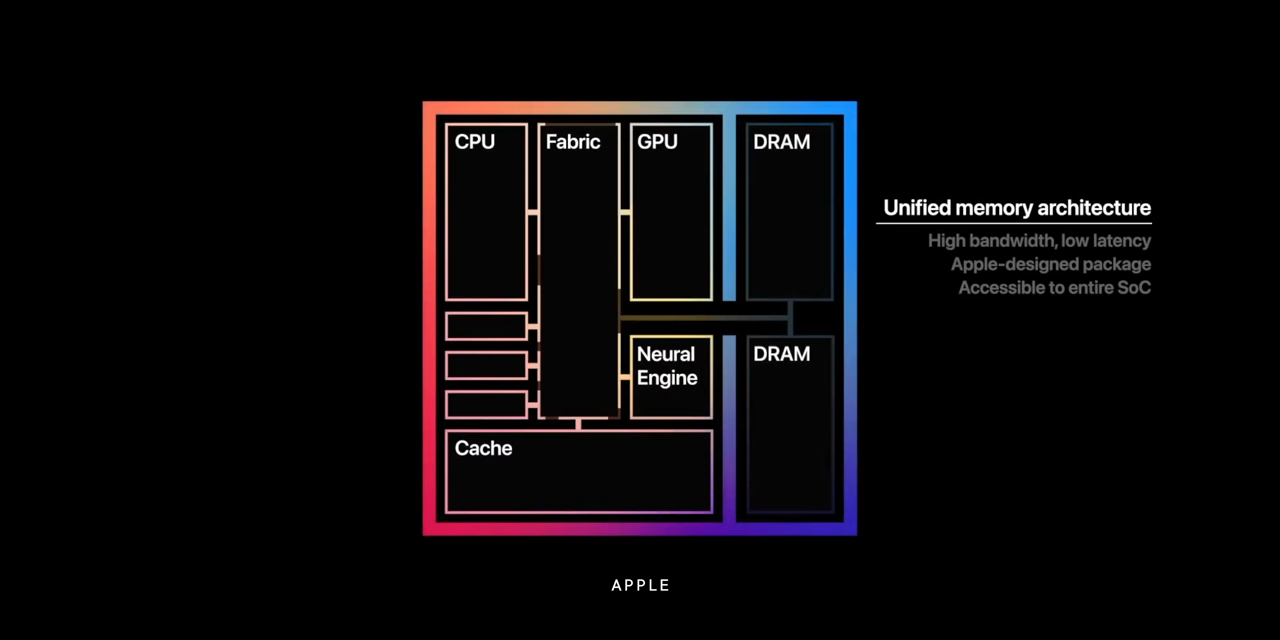 CPU
Fabric
GPU
DRAM
Unified memory architecture
High bandwidth, low latency
Apple-designed package
Accessible to entire SoC
Neural
Engine
DRAM
Cache
APPLE